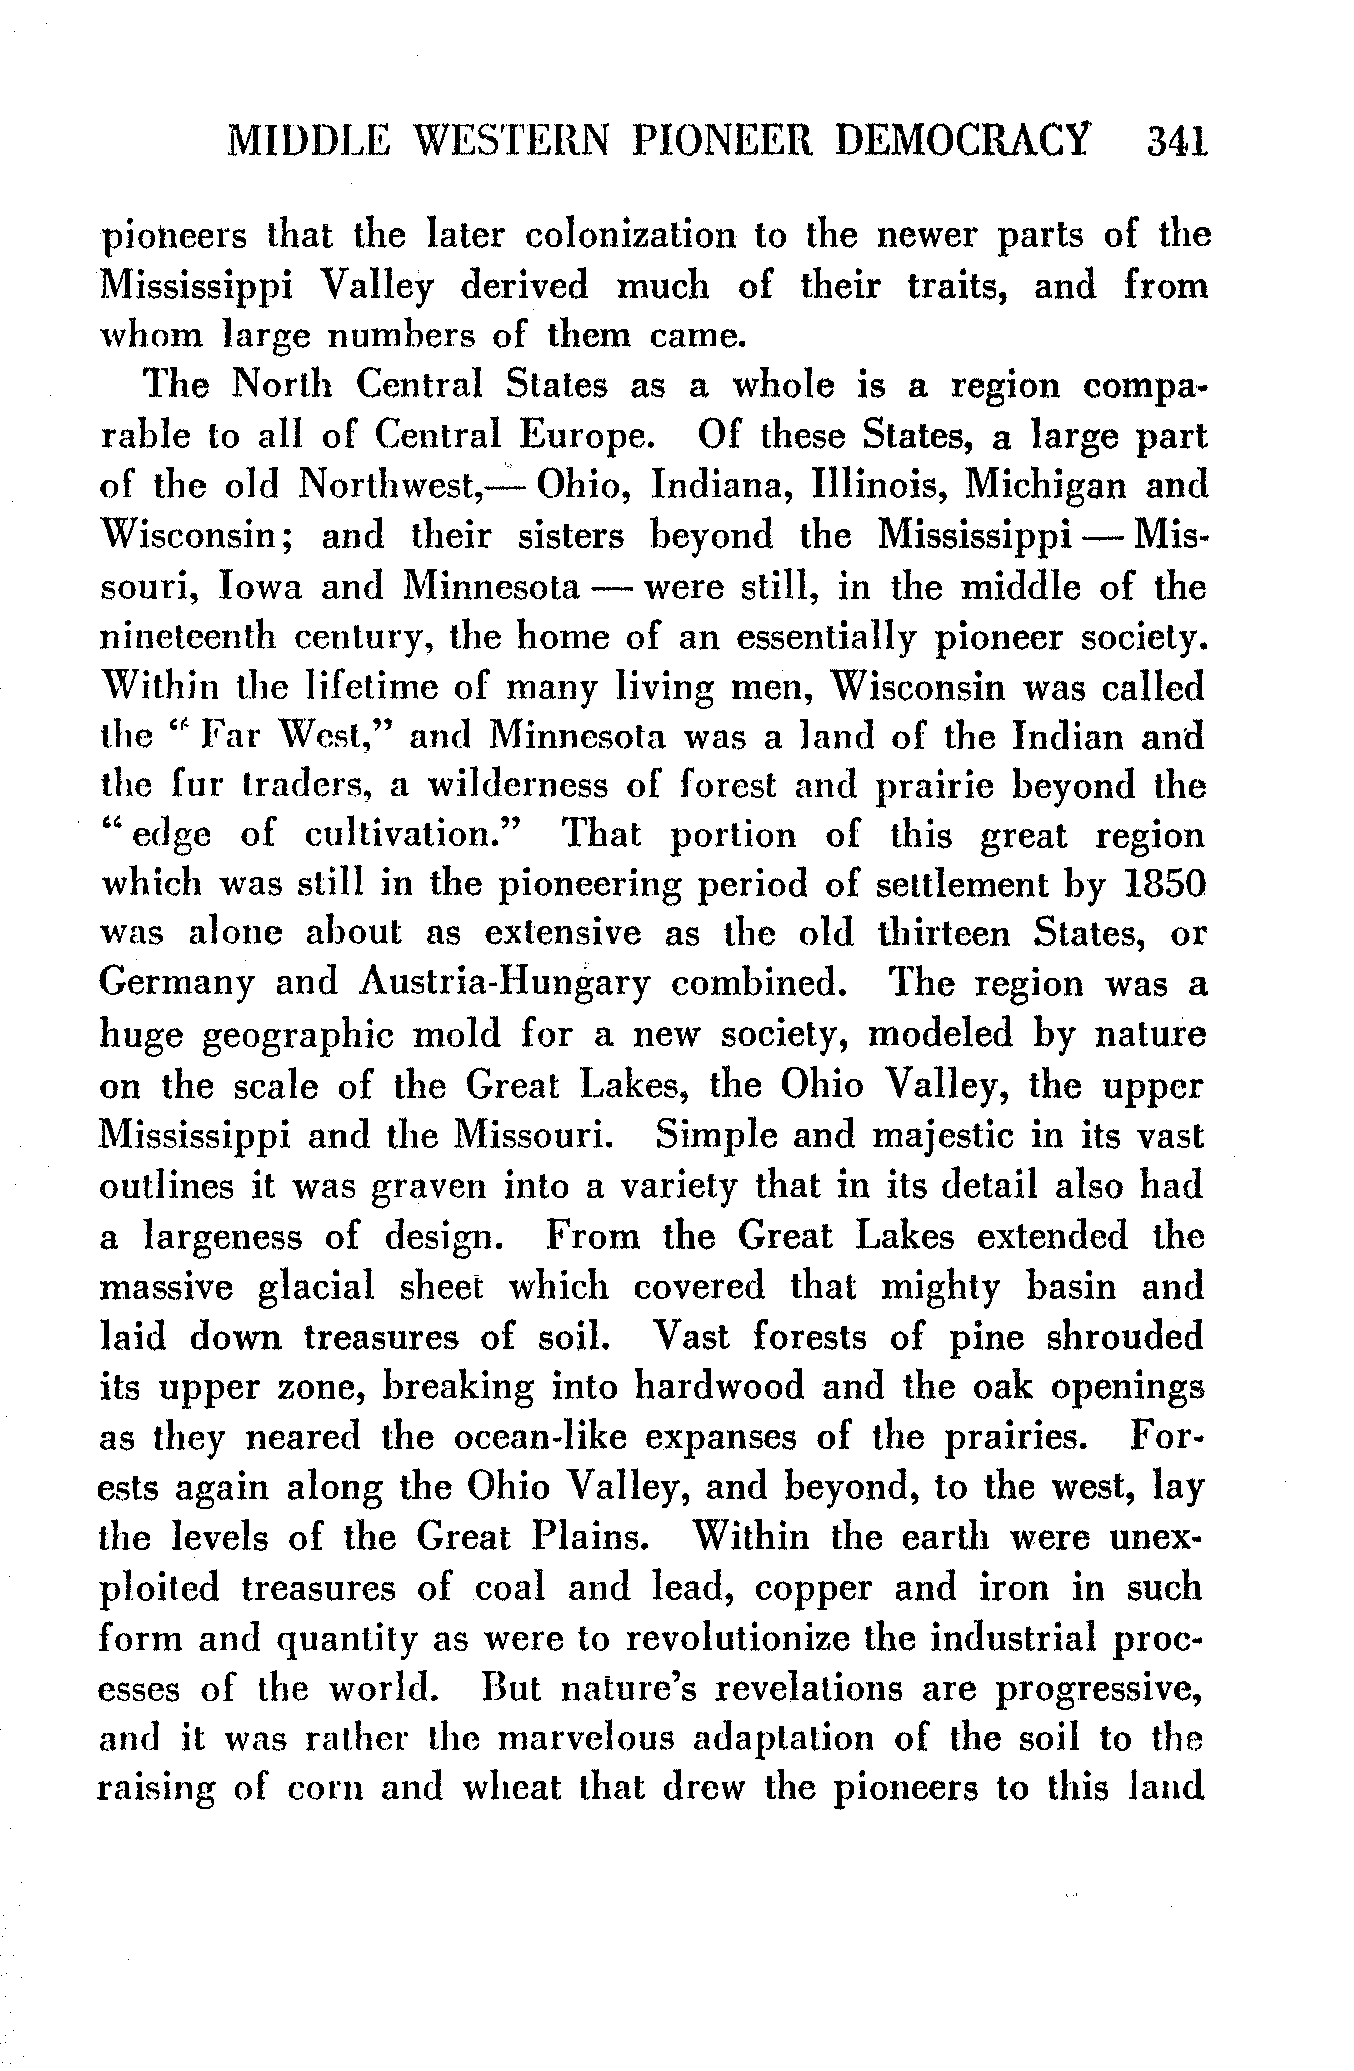 MIDDLE WESTERN PIONEER DEMOCRACY 341
pioneers that the later colonization to the newer parts of the
Mississippi Valley derived much of their traits, and from
whom large numbers of them came.
The North Central States as a whole is a region compa-
rable to all of Central Europe. Of these States, a large part
of the old Northwest,— Ohio, Indiana, Illinois, Michigan and
Wisconsin; and their sisters beyond the Mississippi — Mis-
souri, Iowa and Minnesota — were still, in the middle of the
nineteenth century, the home of an essentially pioneer society.
Within the lifetime of many living men, Wisconsin was called
the " Far West," and Minnesota was a land of the Indian and
the fur traders, a wilderness of forest and prairie beyond the
" edge of cultivation." That portion of this great region
which was still in the pioneering period of settlement by 1850
was alone about as extensive as the old thirteen States, or
Germany and Austria-Hungary combined. The region was a
huge geographic mold for a new society, modeled by nature
on the scale of the Great Lakes, the Ohio Valley, the upper
Mississippi and the Missouri. Simple and majestic in its vast
outlines it was graven into a variety that in its detail also had
a largeness of design. From the Great Lakes extended the
massive glacial sheet which covered that mighty basin and
laid down treasures of soil. Vast forests of pine shrouded
its upper zone, breaking into hardwood and the oak openings
as they neared the ocean-like expanses of the prairies. For-
ests again along the Ohio Valley, and beyond, to the west, lay
the levels of the Great Plains. Within the earth were unex-
ploited treasures of coal and lead, copper and iron in such
form and quantity as were to revolutionize the industrial proc-
esses of the world. But nature's revelations are progressive,
and it was rather the marvelous adaptation of the soil to the
raising of corn and wheat that drew the pioneers to this land